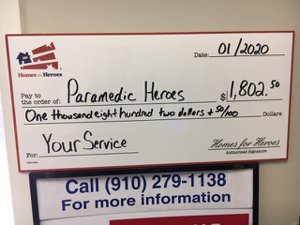 Homes for Heroes
Date: 01/2020
Pay to
the order of: Paramedic Heroes $1,802.50
One thousand eight hundred two dollars + 50/100 Dollars
For: Your Service
Homes for Heroes
Authorized Signature
Call (910) 279-1138
For more information